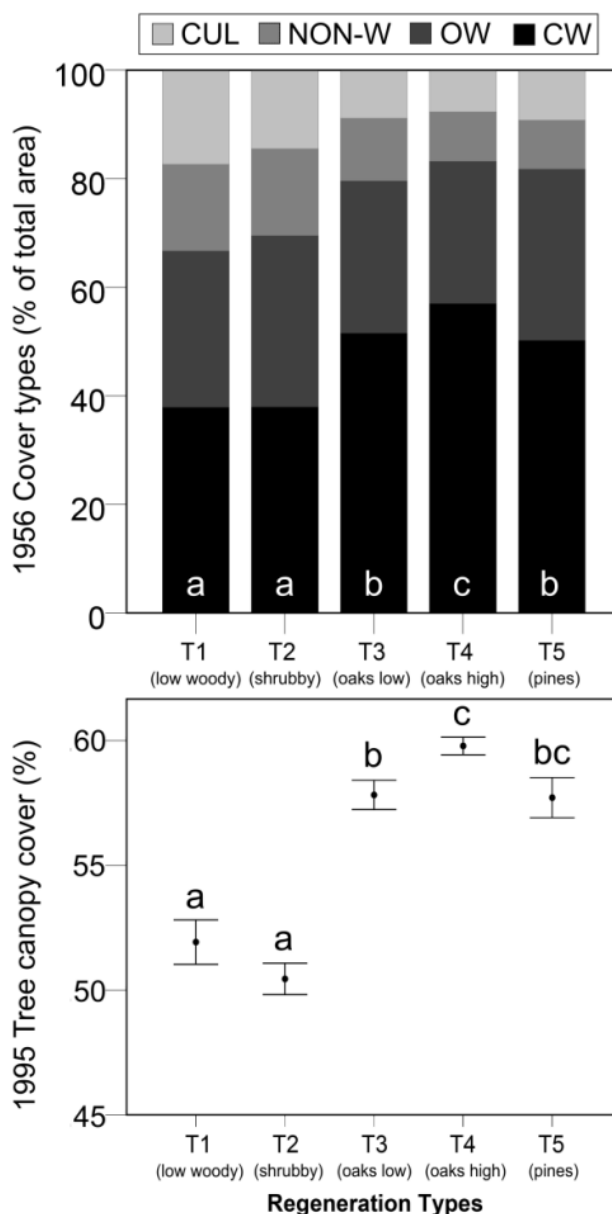 CUL NON-W OW CW
1956 Cover types (% of total area)
100
80
60
40
20
0
a a b c b
T1 T2 T3 T4 T5
(low woody) (shrubby) (oaks low) (oaks high) (pines)
1995 Tree canopy cover (%)
60
55
50
45
a a b c bc
T1 T2 T3 T4 T5
(low woody) (shrubby) (oaks low) (oaks high) (pines)
Regeneration Types